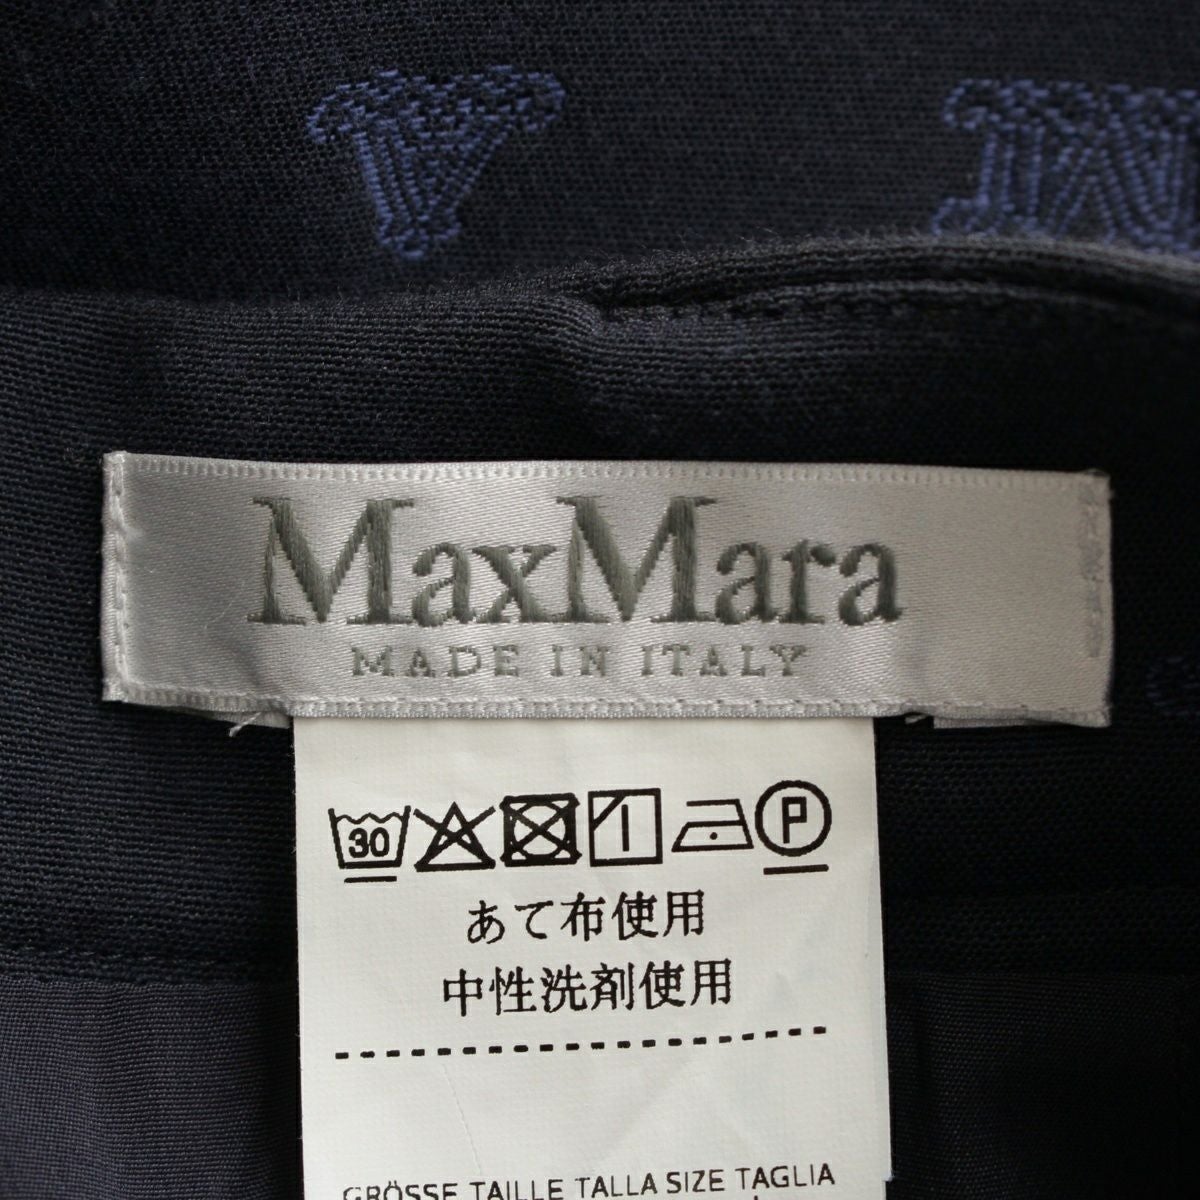 MaxMara
MADE IN ITALY
30 P
あて布使用
中性洗剤使用
GRÖSSE TAILLE TALLA SIZE TAGLIA